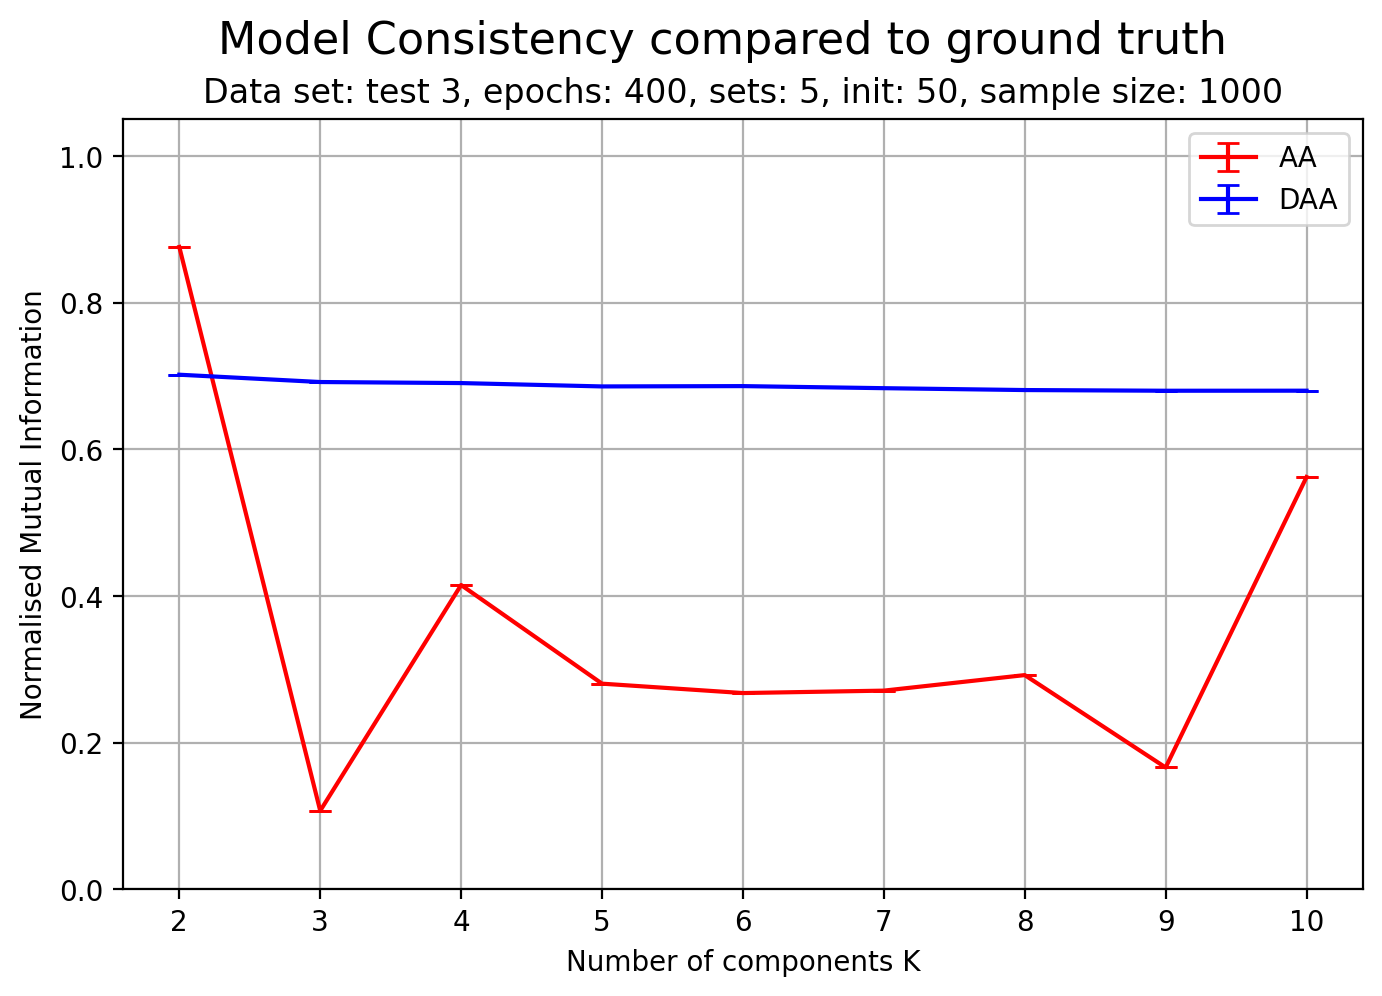 Model Consistency compared to ground truth
Data set: test 3, epochs: 400, sets: 5, init: 50, sample size: 1000
AA
DAA
Normalised Mutual Information
1.0
0.8
0.6
0.4
0.2
0.0
2 3 4 5 6 7 8 9 10
Number of components K